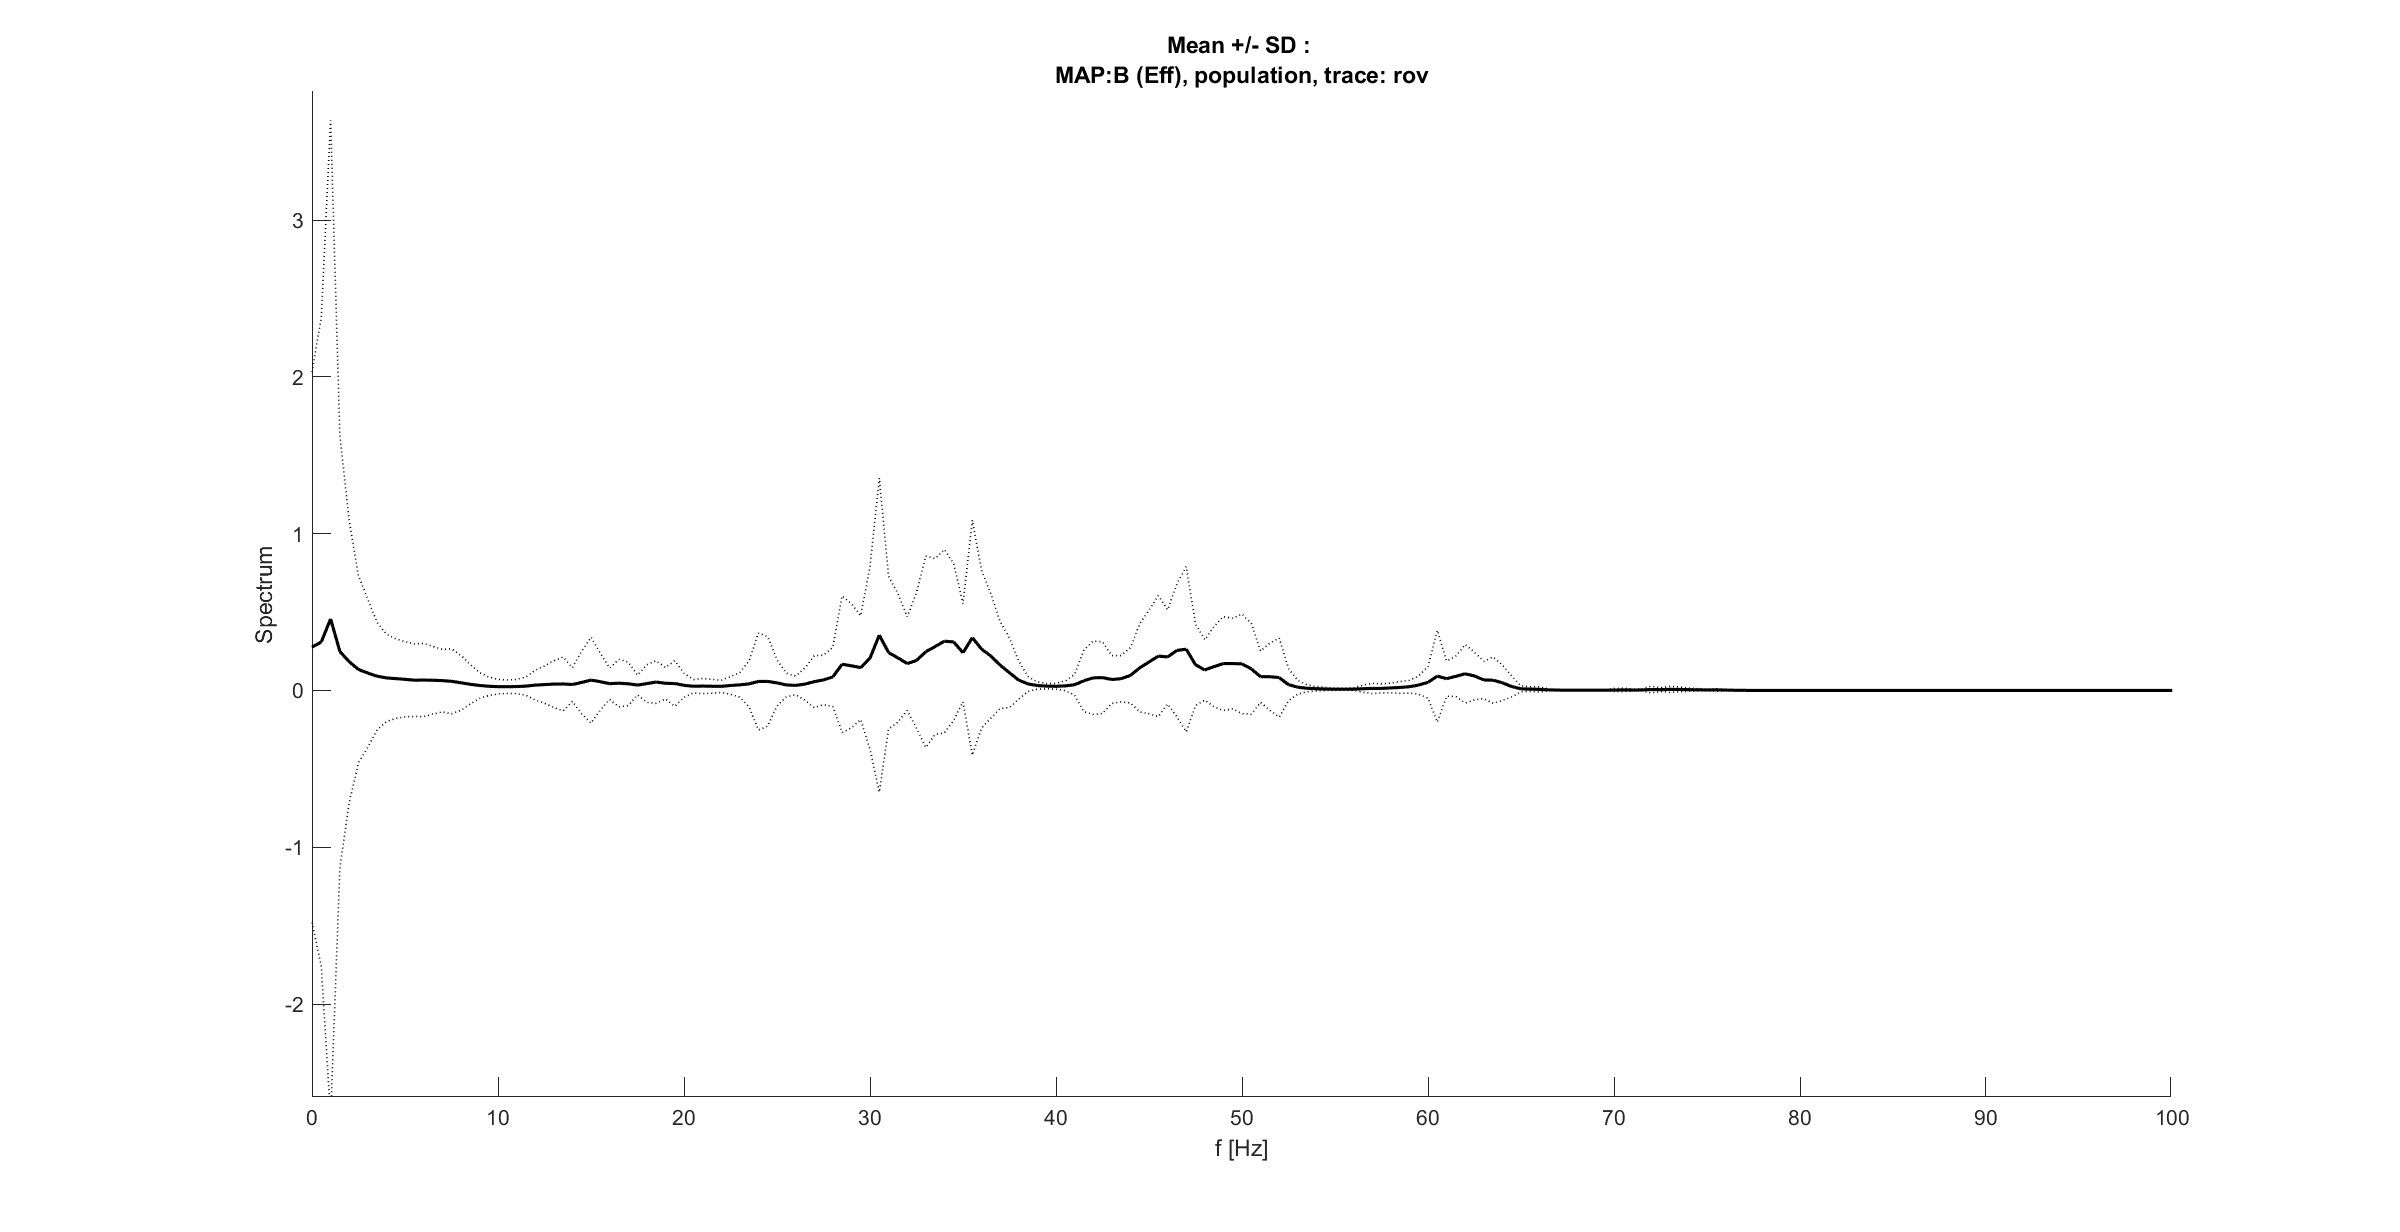 Mean +/- SD :
MAP:B (Eff), population, trace: rov
3
2
1
0
-1
-2
Spectrum
0 10 20 30 40 50 60 70 80 90 100
f [Hz]